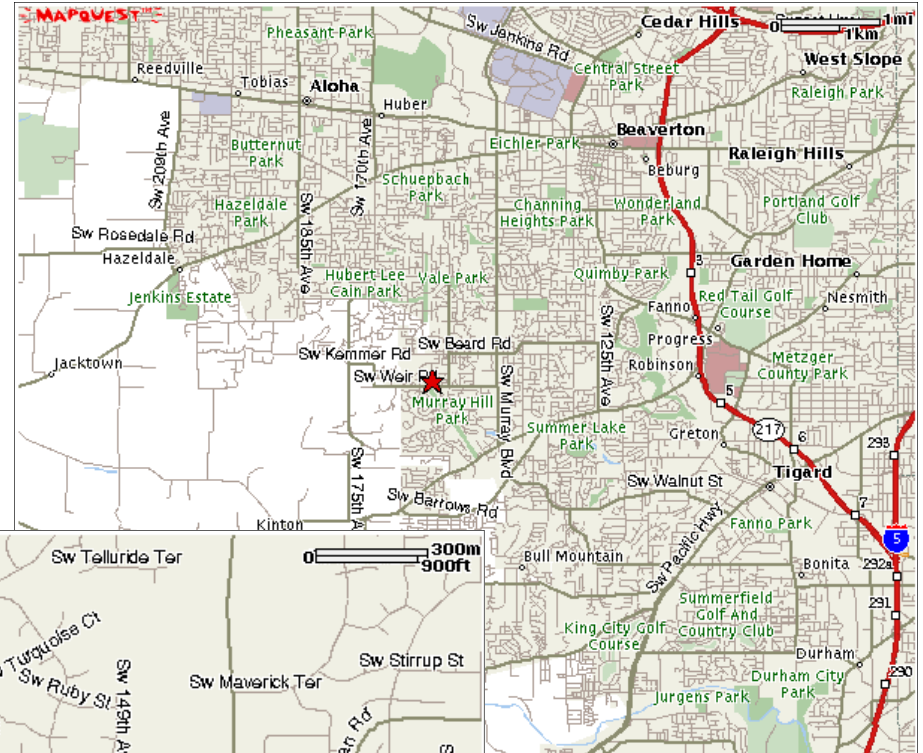 MAPQUEST
Pheasant Park
Sw Jenkins Rd
Cedar Hills
0
1mi
1km
West Slope
Reedville
Tobias
Aloha
Huber
Central Street
Park
Raleigh Park
Sw 209th Ave
Butternut
Park
Sw 170th Ave
Eichler Park
Beaverton
Beburg
Raleigh Hills
Schuepbach
Park
Hazeldale
Park
Sw 185th Ave
Channing
Heights Park
Wonderland
Park
Portland Golf
Club
Sw Rosedale Rd
Hazeldale
Jenkins Estate
Hubert Lee
Cain Park
Vale Park
Quimby Park
3
Garden Home
Red Tail Golf
Course
Nesmith
Fanno
Progress
Sw 125th Ave
Jacktown
Sw Kemmer Rd
Sw Beard Rd
Robinson
Metzger
County Park
Sw Weir
Murray Hill
Park
Sw Murray Blvd
5
Summer Lake
Park
217
Greton
6
293
Sw 175th A
Sw Barrows Rd
Sw Walnut St
Tigard
Kinton
Sw Pacific Hwy
Fanno Park
7
5
Bull Mountain
Bonita
292a
291
Summerfield
Golf And
Country Club
King City Golf
Course
Durham
290
Durham City
Park
Jurgens Park
Sw Telluride Ter
0
300m
900ft
Turquoise Ct
Sw Ruby St
Sw 149th A
Sw Maverick Ter
Sw Stirrup St
an Rd